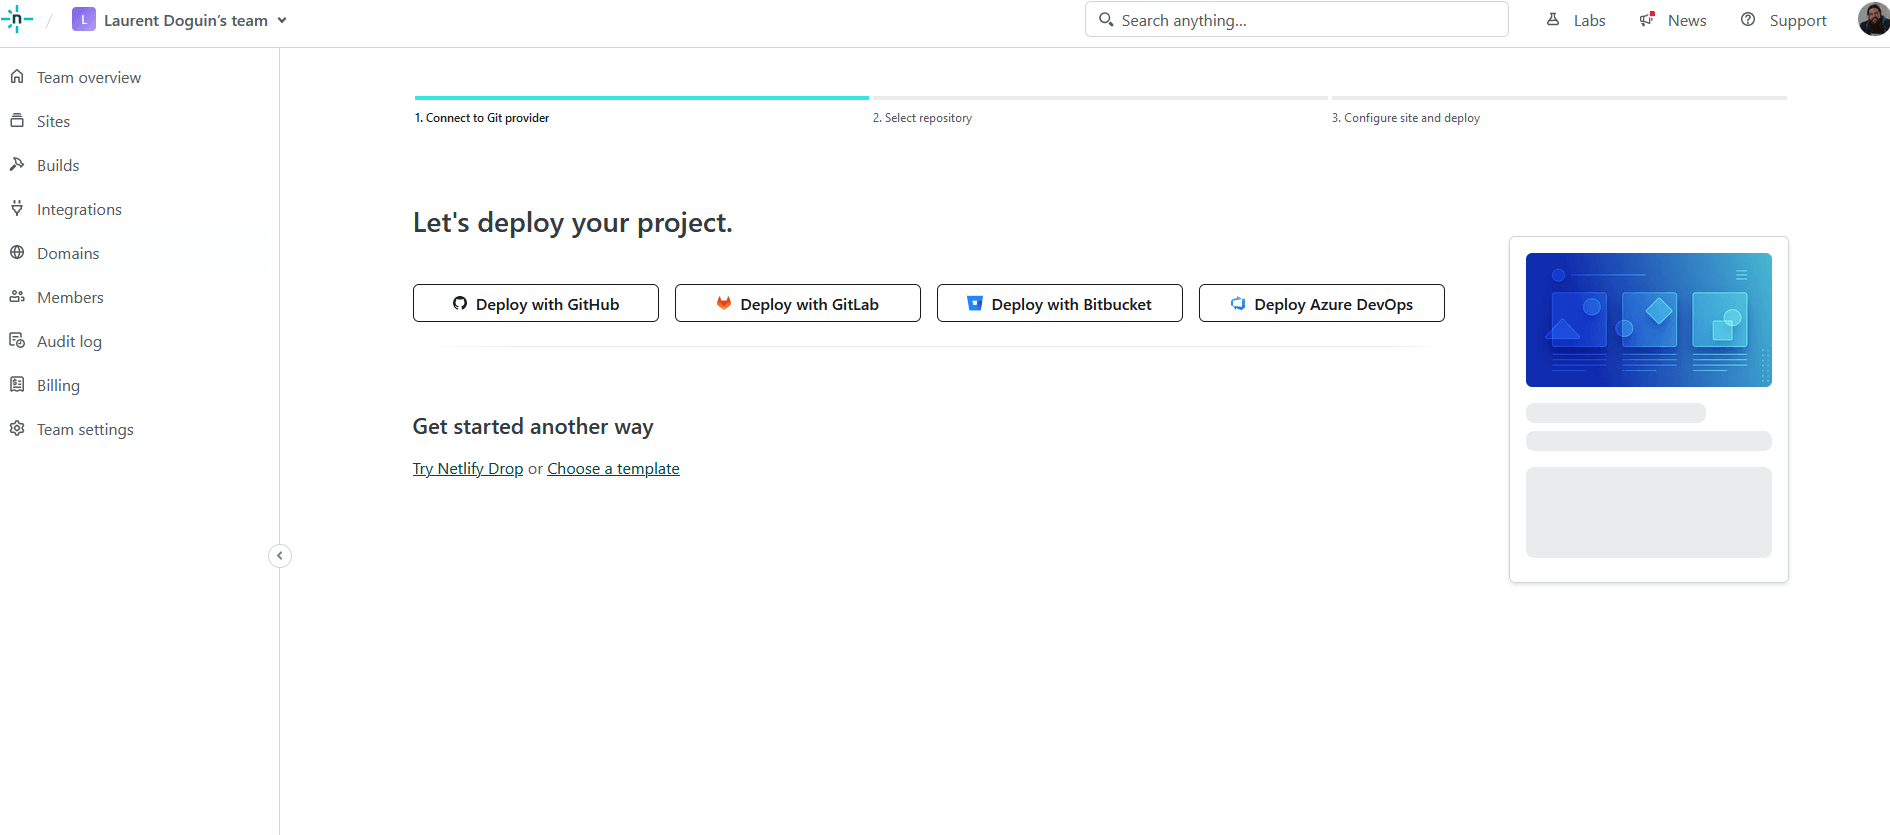 n / L Laurent Doguin's team
Search anything...
Labs
News
Support
Team overview
Sites
Builds
Integrations
Domains
Members
Audit log
Billing
Team settings
1. Connect to Git provider
2. Select repository
3. Configure site and deploy
Let's deploy your project.
Deploy with GitHub
Deploy with GitLab
Deploy with Bitbucket
Deploy Azure DevOps
Get started another way
Try Netlify Drop or Choose a template